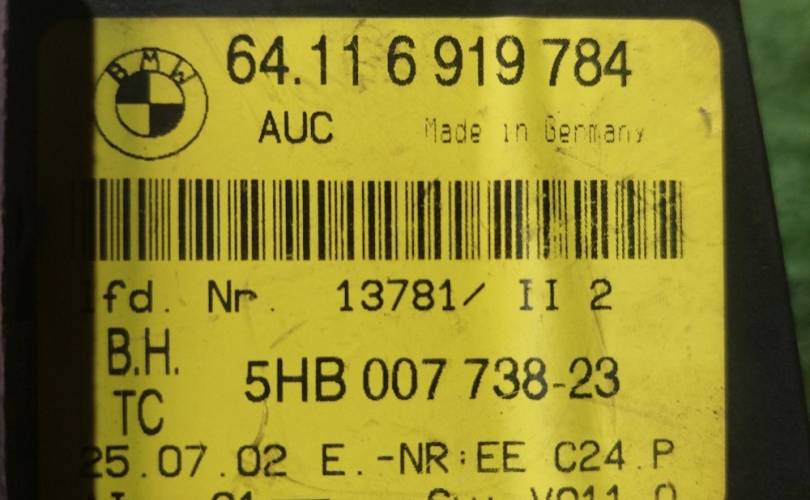 BMW
64.11 6 919 784
AUC Made in Germany
lfd. Nr. 13781/ II 2
B.H.
TC
5HB 007 738-23
25.07.02 E.-NR:EE C24.P